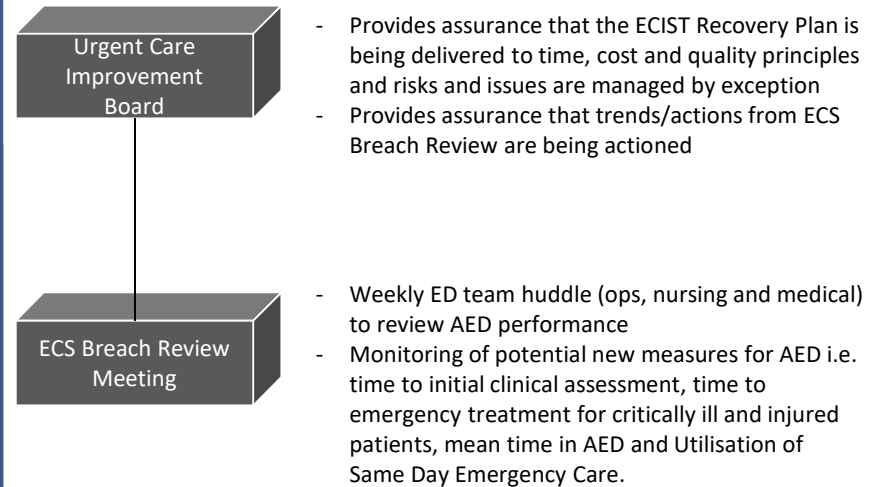 Urgent Care
Improvement
Board
- Provides assurance that the ECIST Recovery Plan is
being delivered to time, cost and quality principles
and risks and issues are managed by exception
- Provides assurance that trends/actions from ECS
Breach Review are being actioned
ECS Breach Review
Meeting
- Weekly ED team huddle (ops, nursing and medical)
to review AED performance
- Monitoring of potential new measures for AED i.e.
time to initial clinical assessment, time to
emergency treatment for critically ill and injured
patients, mean time in AED and Utilisation of
Same Day Emergency Care.